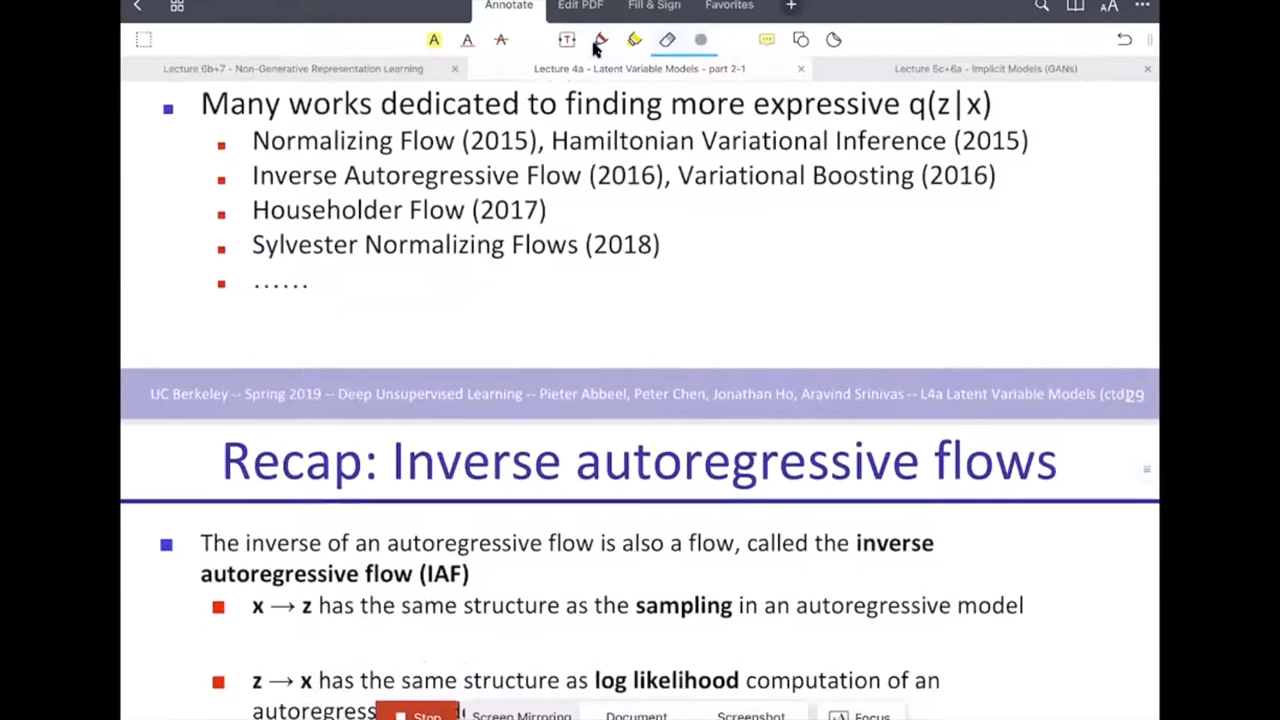 Annotate Edit PDF Fill & Sign Favorites +
Lecture 6b+7 - Non-Generative Representation Learning × Lecture 4a - Latent Variable Models - part 2-1 × Lecture 5c+6a - Implicit Models (GANs) ×
Many works dedicated to finding more expressive q(z|x)
Normalizing Flow (2015), Hamiltonian Variational Inference (2015)
Inverse Autoregressive Flow (2016), Variational Boosting (2016)
Householder Flow (2017)
Sylvester Normalizing Flows (2018)
......
UC Berkeley -- Spring 2019 -- Deep Unsupervised Learning -- Pieter Abbeel, Peter Chen, Jonathan Ho, Aravind Srinivas -- L4a Latent Variable Models (ctd) 29
Recap: Inverse autoregressive flows
The inverse of an autoregressive flow is also a flow, called the inverse
autoregressive flow (IAF)
x → z has the same structure as the sampling in an autoregressive model
z → x has the same structure as log likelihood computation of an
autoregress
Stop Screen Mirroring Document Screenshot Focus